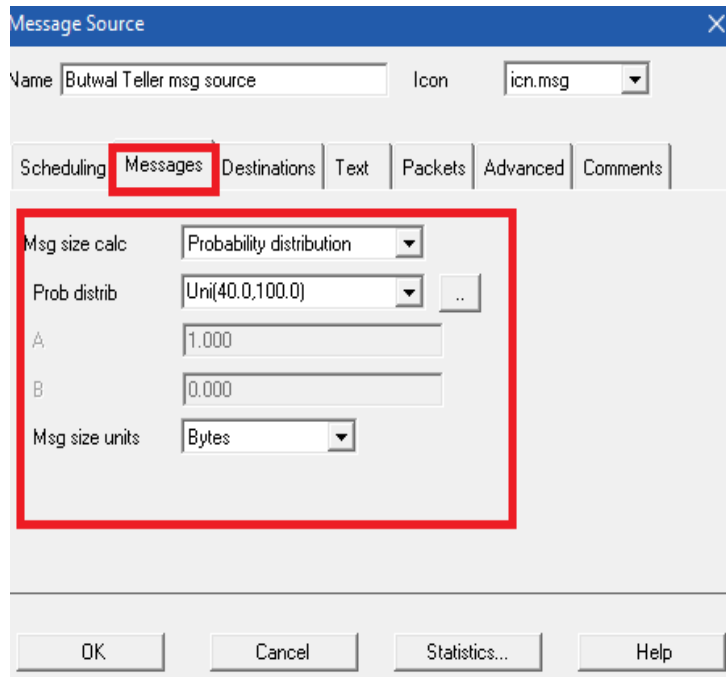 Message Source
Name Butwal Teller msg source Icon icn.msg
Scheduling Messages Destinations Text Packets Advanced Comments
Msg size calc Probability distribution
Prob distrib Uni(40.0,100.0) ..
A 1.000
B 0.000
Msg size units Bytes
OK Cancel Statistics... Help